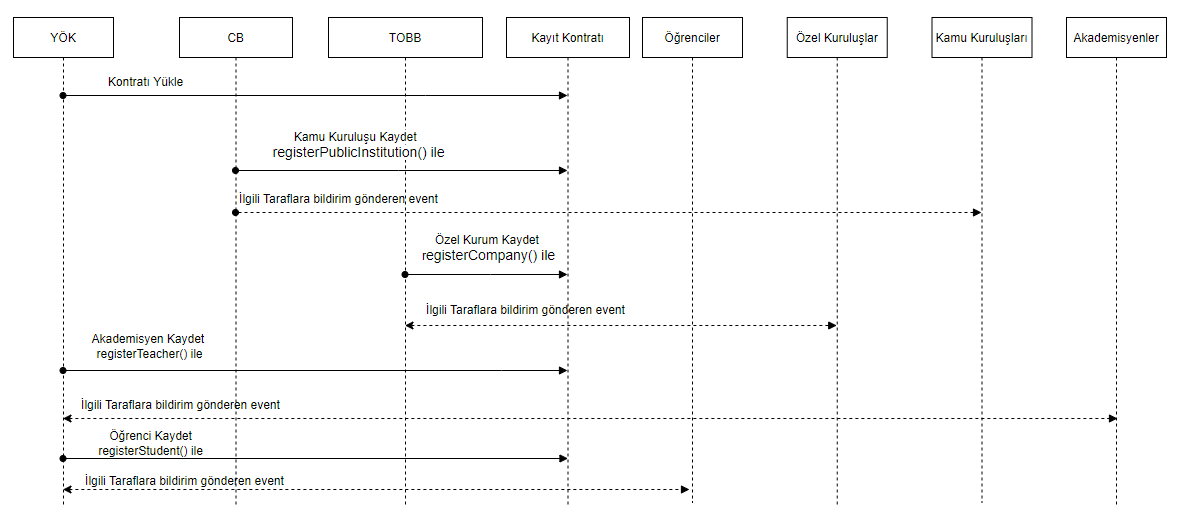 YÖK
CB
TOBB
Kayıt Kontratı
Öğrenciler
Özel Kuruluşlar
Kamu Kuruluşları
Akademisyenler
Kontratı Yükle
Kamu Kuruluşu Kaydet
registerPublicInstitution() ile
İlgili Taraflara bildirim gönderen event
Özel Kurum Kaydet
registerCompany() ile
İlgili Taraflara bildirim gönderen event
Akademisyen Kaydet
registerTeacher() ile
İlgili Taraflara bildirim gönderen event
Öğrenci Kaydet
registerStudent() ile
İlgili Taraflara bildirim gönderen event